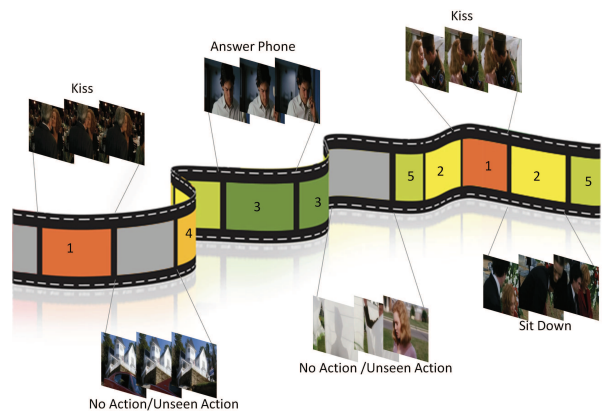 Kiss
Answer Phone
Kiss
1
4
3
3
5
2
1
2
5
No Action/Unseen Action
No Action /Unseen Action
Sit Down